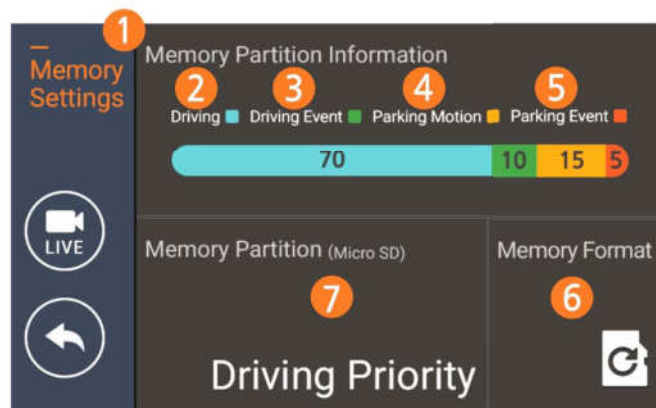 1
Memory
Settings
Memory Partition Information
2 3 4 5
Driving Driving Event Parking Motion Parking Event
70 10 15 5
LIVE
Memory Partition (Micro SD)
Memory Format
7
6
Driving Priority